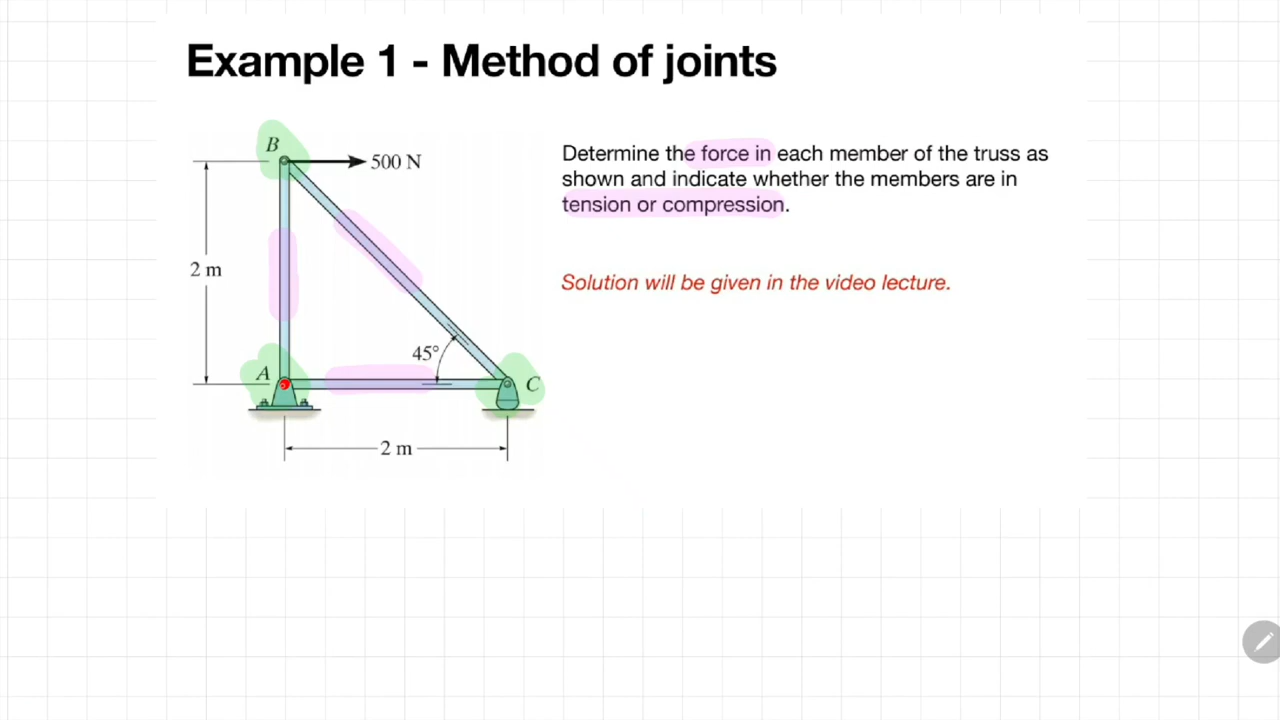 Example 1 - Method of joints
B
500 N
Determine the force in each member of the truss as
shown and indicate whether the members are in
tension or compression.
2 m
Solution will be given in the video lecture.
45°
A
C
2 m